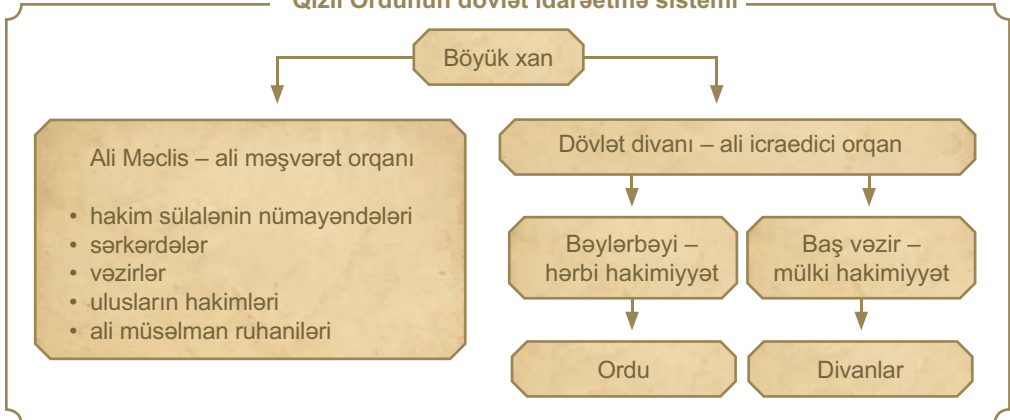 Qızıl Ordunun dövlət idarəetmə sistemi
Böyük xan
Ali Məclis – ali məşvərət orqanı
• hakim sülalənin nümayəndələri
• sərkərdələr
• vəzirlər
• ulusların hakimləri
• ali müsəlman ruhaniləri
Dövlət divanı – ali icraedici orqan
Bəylərbəyi –
hərbi hakimiyyət
Baş vəzir –
mülki hakimiyyət
Ordu
Divanlar